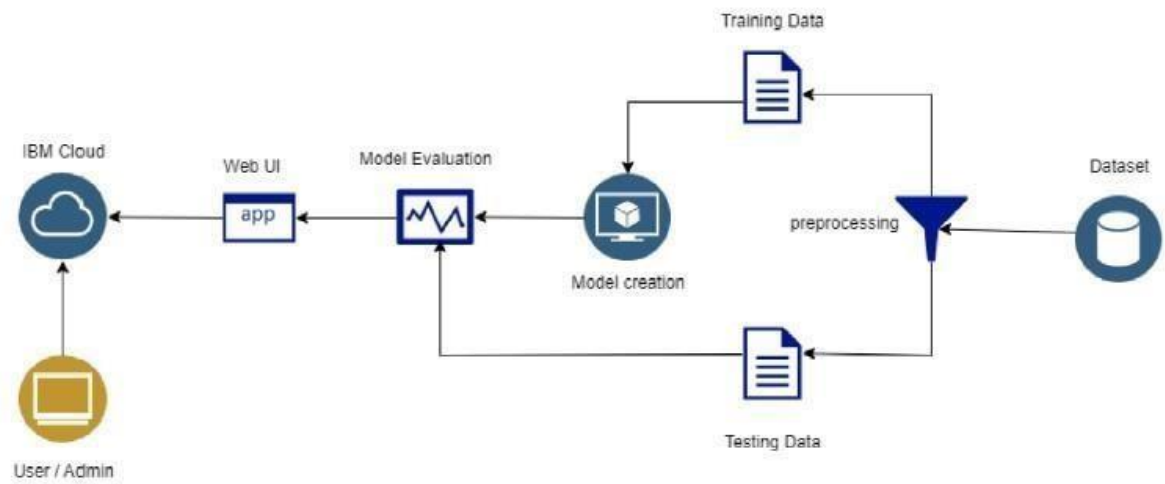 Training Data
IBM Cloud
Web UI
Model Evaluation
Dataset
app
preprocessing
Model creation
Testing Data
User / Admin